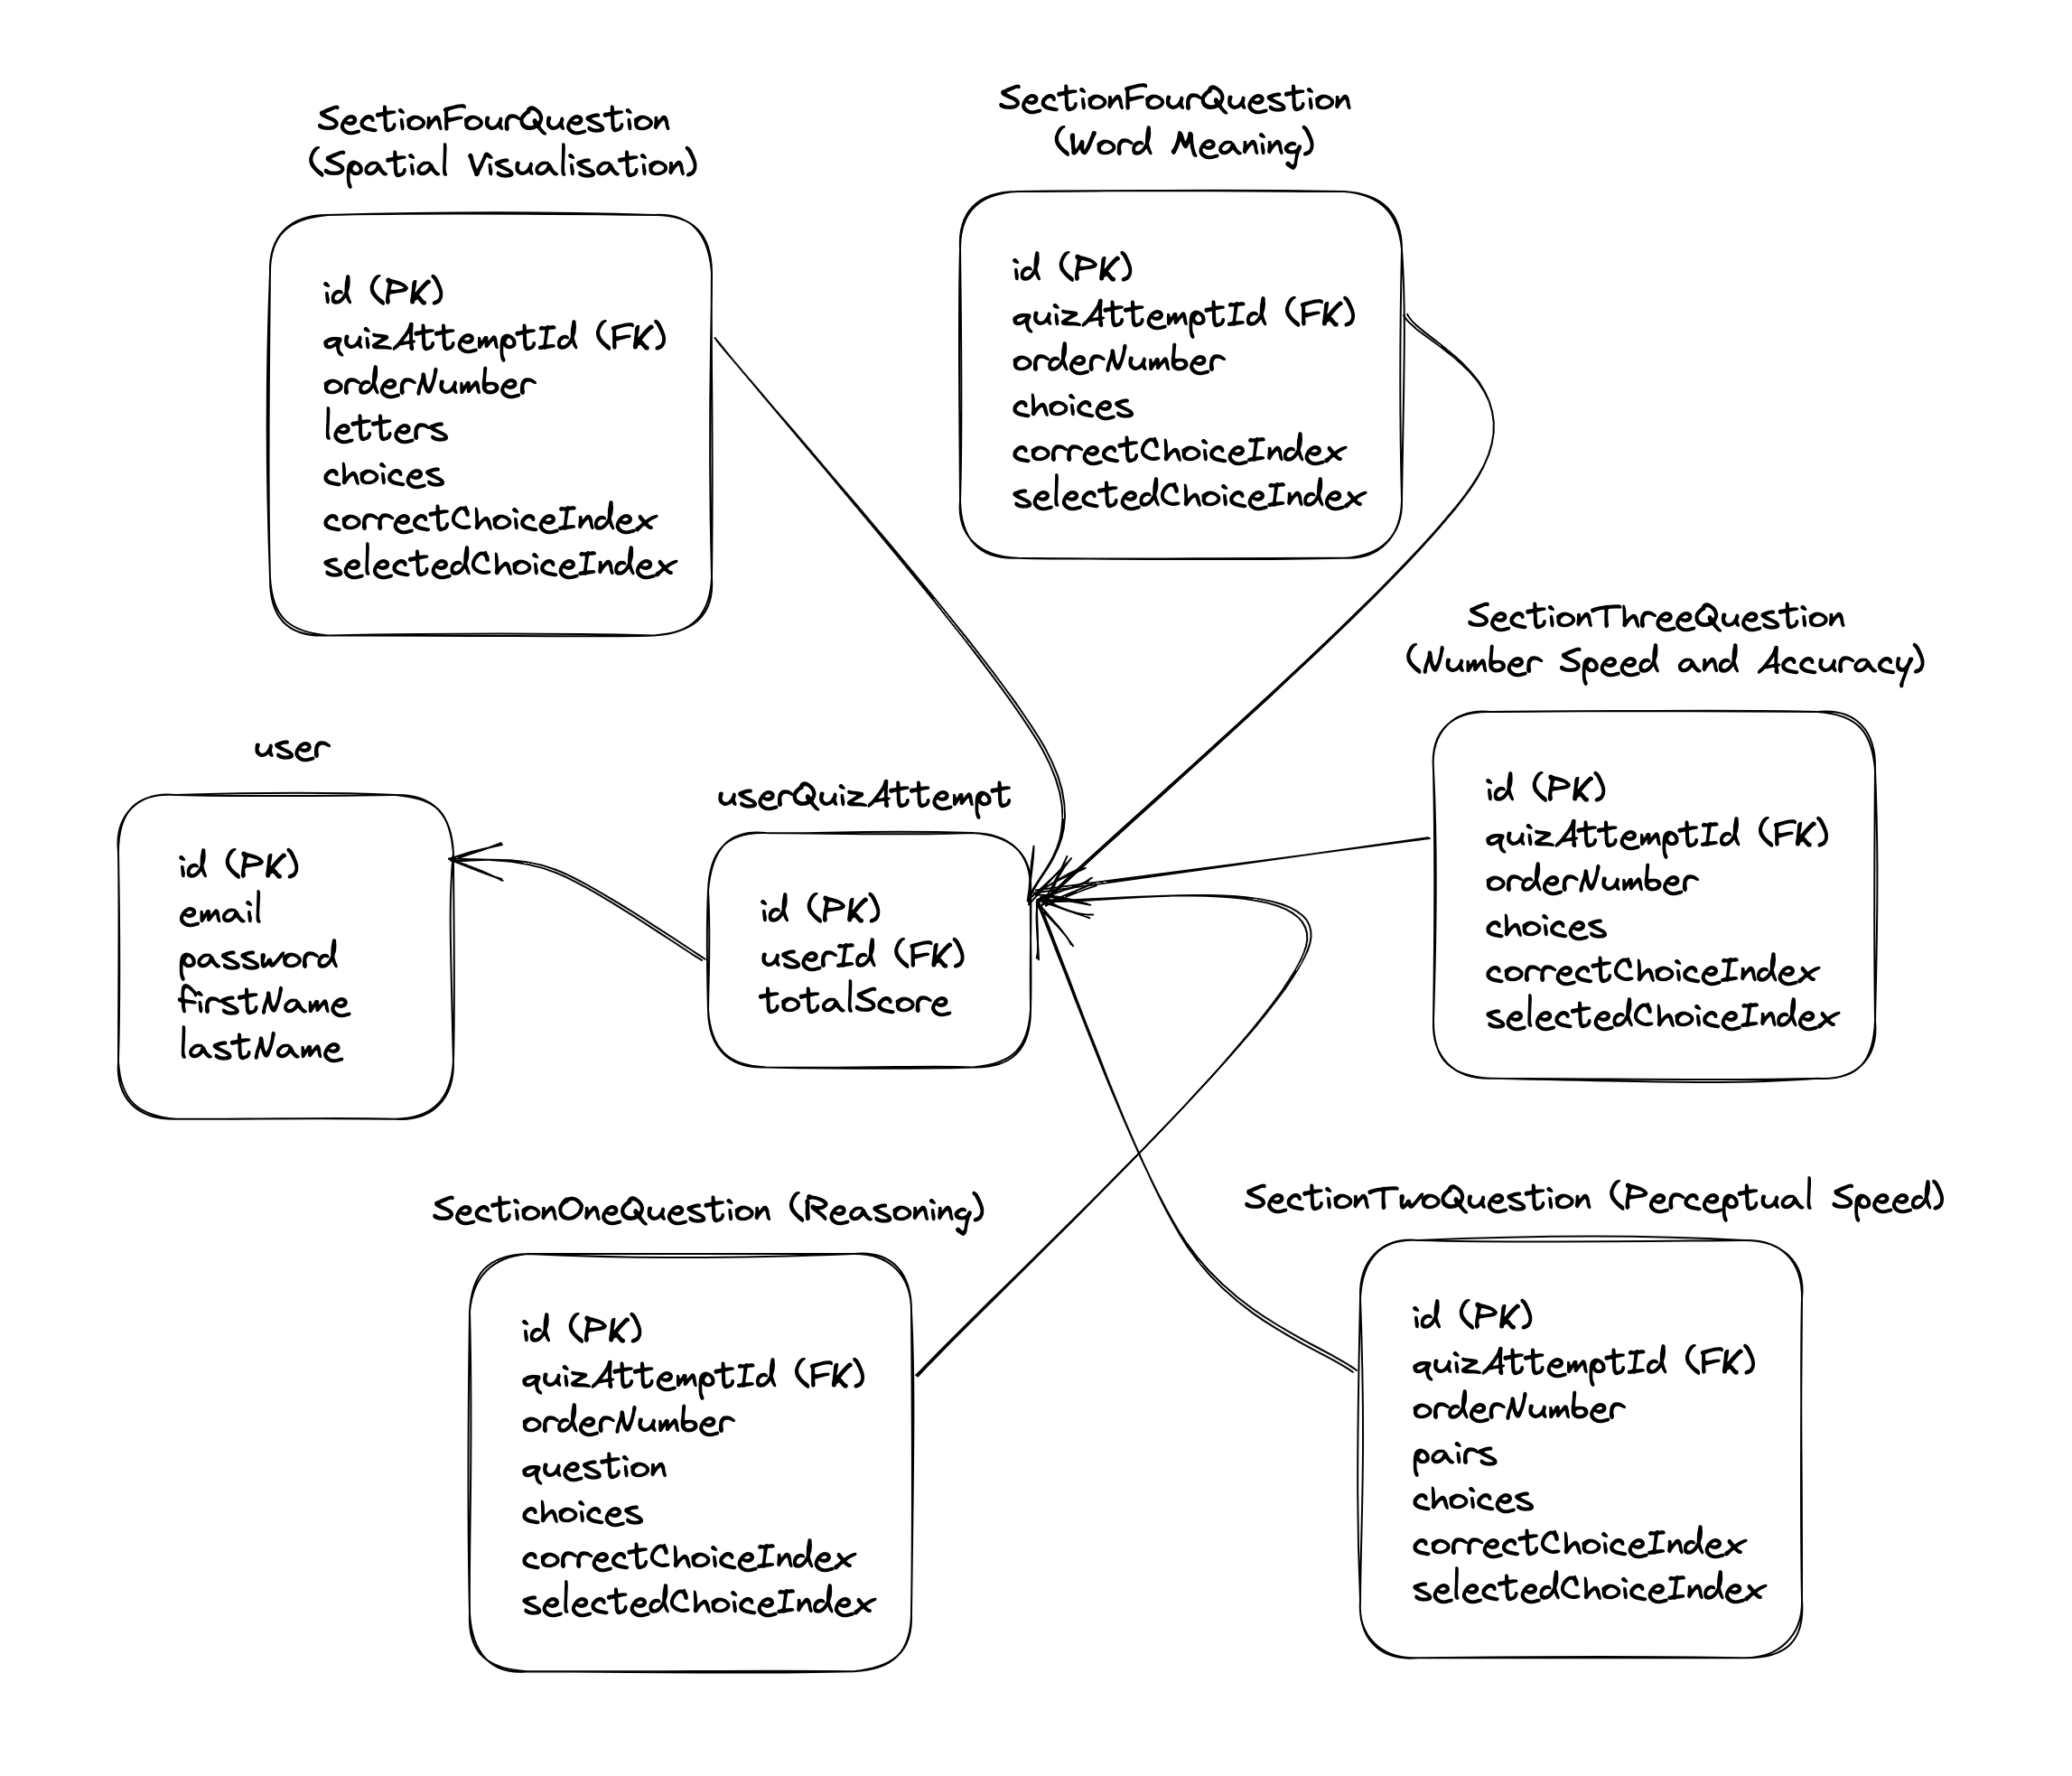 SectionFourQuestion
(Spatial Visualisation)
id (PK)
quizAttemptId (FK)
orderNumber
letters
choices
correctChoiceIndex
selectedChoiceIndex
SectionFourQuestion
(Word Meaning)
id (PK)
quizAttemptId (FK)
orderNumber
choices
correctChoiceIndex
selectedChoiceIndex
SectionThreeQuestion
(Number Speed and Accuracy)
id (PK)
quizAttemptId (FK)
orderNumber
choices
correctChoiceIndex
selectedChoiceIndex
user
id (PK)
email
password
firstName
lastName
userQuizAttempt
id (PK)
userId (FK)
totalScore
SectionOneQuestion (Reasoning)
id (PK)
quizAttemptId (FK)
orderNumber
question
choices
correctChoiceIndex
selectedChoiceIndex
SectionTwoQuestion (Perceptual Speed)
id (PK)
quizAttemptId (FK)
orderNumber
pairs
choices
correctChoiceIndex
selectedChoiceIndex